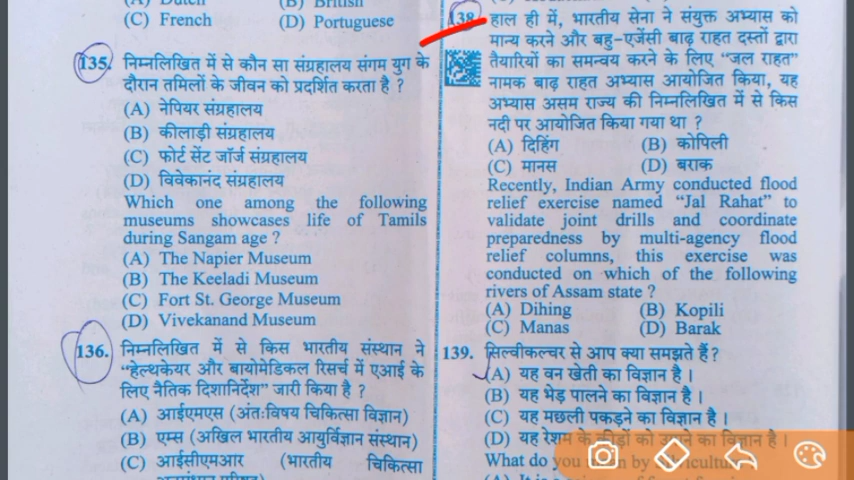 (A) Dutch
(B) British
(C) French
(D) Portuguese
135. निम्नलिखित में से कौन सा संग्रहालय संगम युग के
दौरान तमिलों के जीवन को प्रदर्शित करता है ?
(A) नेपियर संग्रहालय
(B) कीलाड़ी संग्रहालय
(C) फोर्ट सेंट जॉर्ज संग्रहालय
(D) विवेकानंद संग्रहालय
Which one among the following
museums showcases life of Tamils
during Sangam age ?
(A) The Napier Museum
(B) The Keeladi Museum
(C) Fort St. George Museum
(D) Vivekanand Museum
136. निम्नलिखित में से किस भारतीय संस्थान ने
“हेल्थकेयर और बायोमेडिकल रिसर्च में एआई के
लिए नैतिक दिशानिर्देश” जारी किया है ?
(A) आईएमएस (अंतःविषय चिकित्सा विज्ञान)
(B) एम्स (अखिल भारतीय आयुर्विज्ञान संस्थान)
(C) आईसीएमआर (भारतीय चिकित्सा
138. हाल ही में, भारतीय सेना ने संयुक्त अभ्यास को
मान्य करने और बहु-एजेंसी बाढ़ राहत दस्तों द्वारा
तैयारियों का समन्वय करने के लिए “जल राहत”
नामक बाढ़ राहत अभ्यास आयोजित किया, यह
अभ्यास असम राज्य की निम्नलिखित में से किस
नदी पर आयोजित किया गया था ?
(A) दिहिंग (B) कोपिली
(C) मानस (D) बराक
Recently, Indian Army conducted flood
relief exercise named “Jal Rahat” to
validate joint drills and coordinate
preparedness by multi-agency flood
relief columns, this exercise was
conducted on which of the following
rivers of Assam state ?
(A) Dihing (B) Kopili
(C) Manas (D) Barak
139. सिल्वीकल्चर से आप क्या समझते हैं?
(A) यह वन खेती का विज्ञान है ।
(B) यह भेड़ पालने का विज्ञान है ।
(C) यह मछली पकड़ने का विज्ञान है ।
(D) यह रेशम के कीड़ों को का विज्ञान है ।
What do you by